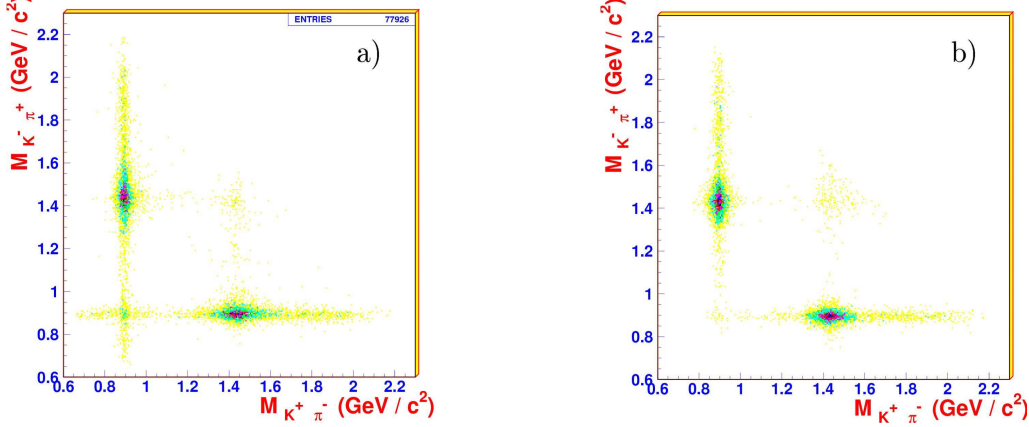 ENTRIES 77926
a)
M K⁻ π⁺ (GeV / c²)
2.2
2
1.8
1.6
1.4
1.2
1
0.8
0.6
0.6 0.8 1 1.2 1.4 1.6 1.8 2 2.2
M K⁺ π⁻ (GeV / c²)
b)
M K⁻ π⁺ (GeV / c²)
2.2
2
1.8
1.6
1.4
1.2
1
0.8
0.6
0.6 0.8 1 1.2 1.4 1.6 1.8 2 2.2
M K⁺ π⁻ (GeV / c²)